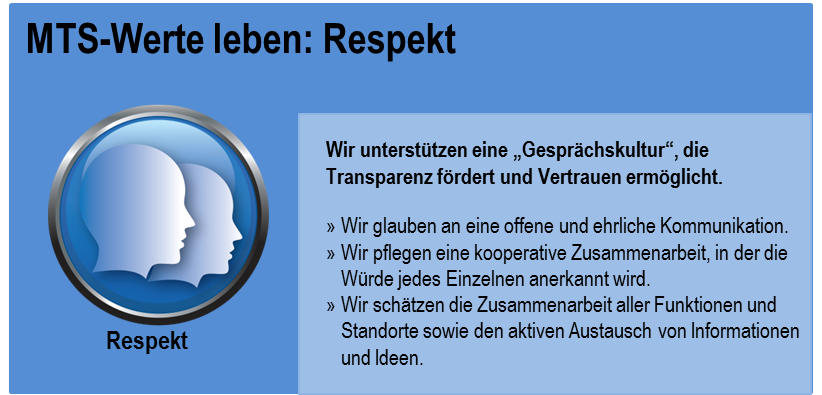 MTS-Werte leben: Respekt
Wir unterstützen eine „Gesprächskultur“, die
Transparenz fördert und Vertrauen ermöglicht.
» Wir glauben an eine offene und ehrliche Kommunikation.
» Wir pflegen eine kooperative Zusammenarbeit, in der die
Würde jedes Einzelnen anerkannt wird.
» Wir schätzen die Zusammenarbeit aller Funktionen und
Standorte sowie den aktiven Austausch von Informationen
und Ideen.
Respekt